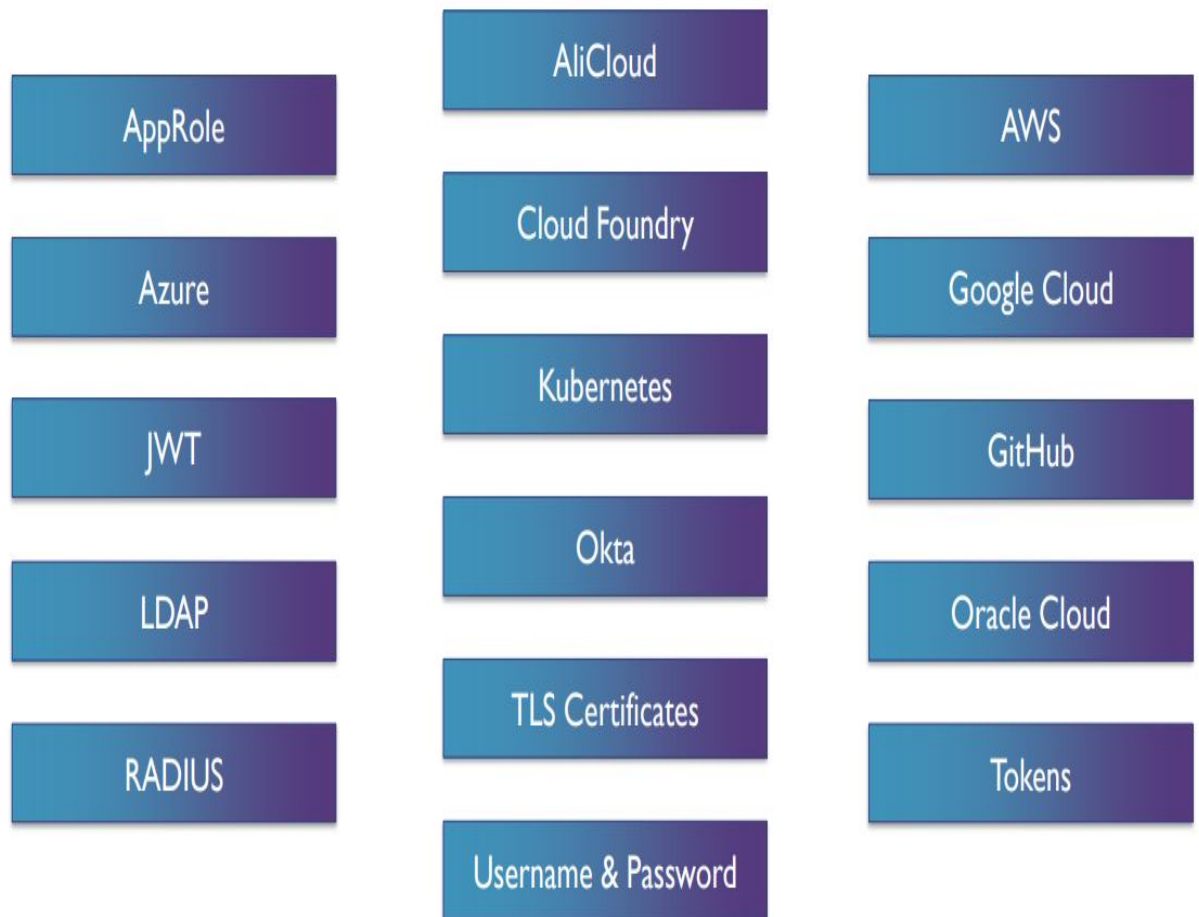 AliCloud
AppRole
AWS
Cloud Foundry
Azure
Google Cloud
Kubernetes
JWT
GitHub
Okta
LDAP
Oracle Cloud
TLS Certificates
RADIUS
Tokens
Username & Password